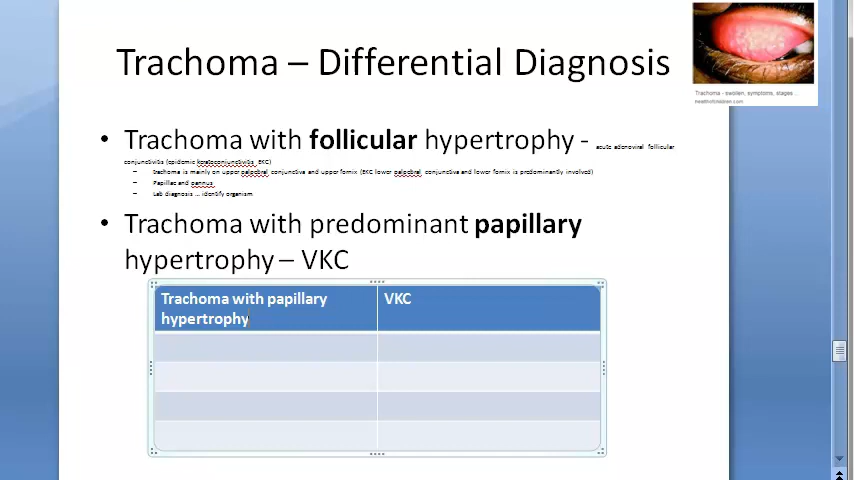 Trachoma – Differential Diagnosis
Trachoma - swollen, symptoms, stages ..
healthofchildren.com
• Trachoma with follicular hypertrophy - acute adenoviral follicular
conjunctivitis (epidemic keratoconjunctivitis EKC)
– trachoma is mainly on upper palpebral conjunctiva and upper fornix (EKC lower palpebral conjunctiva and lower fornix is predominantly involved)
– Papillae and pannus
– Lab diagnosis ... identify organism
• Trachoma with predominant papillary
hypertrophy – VKC
Trachoma with papillary
hypertrophy
VKC